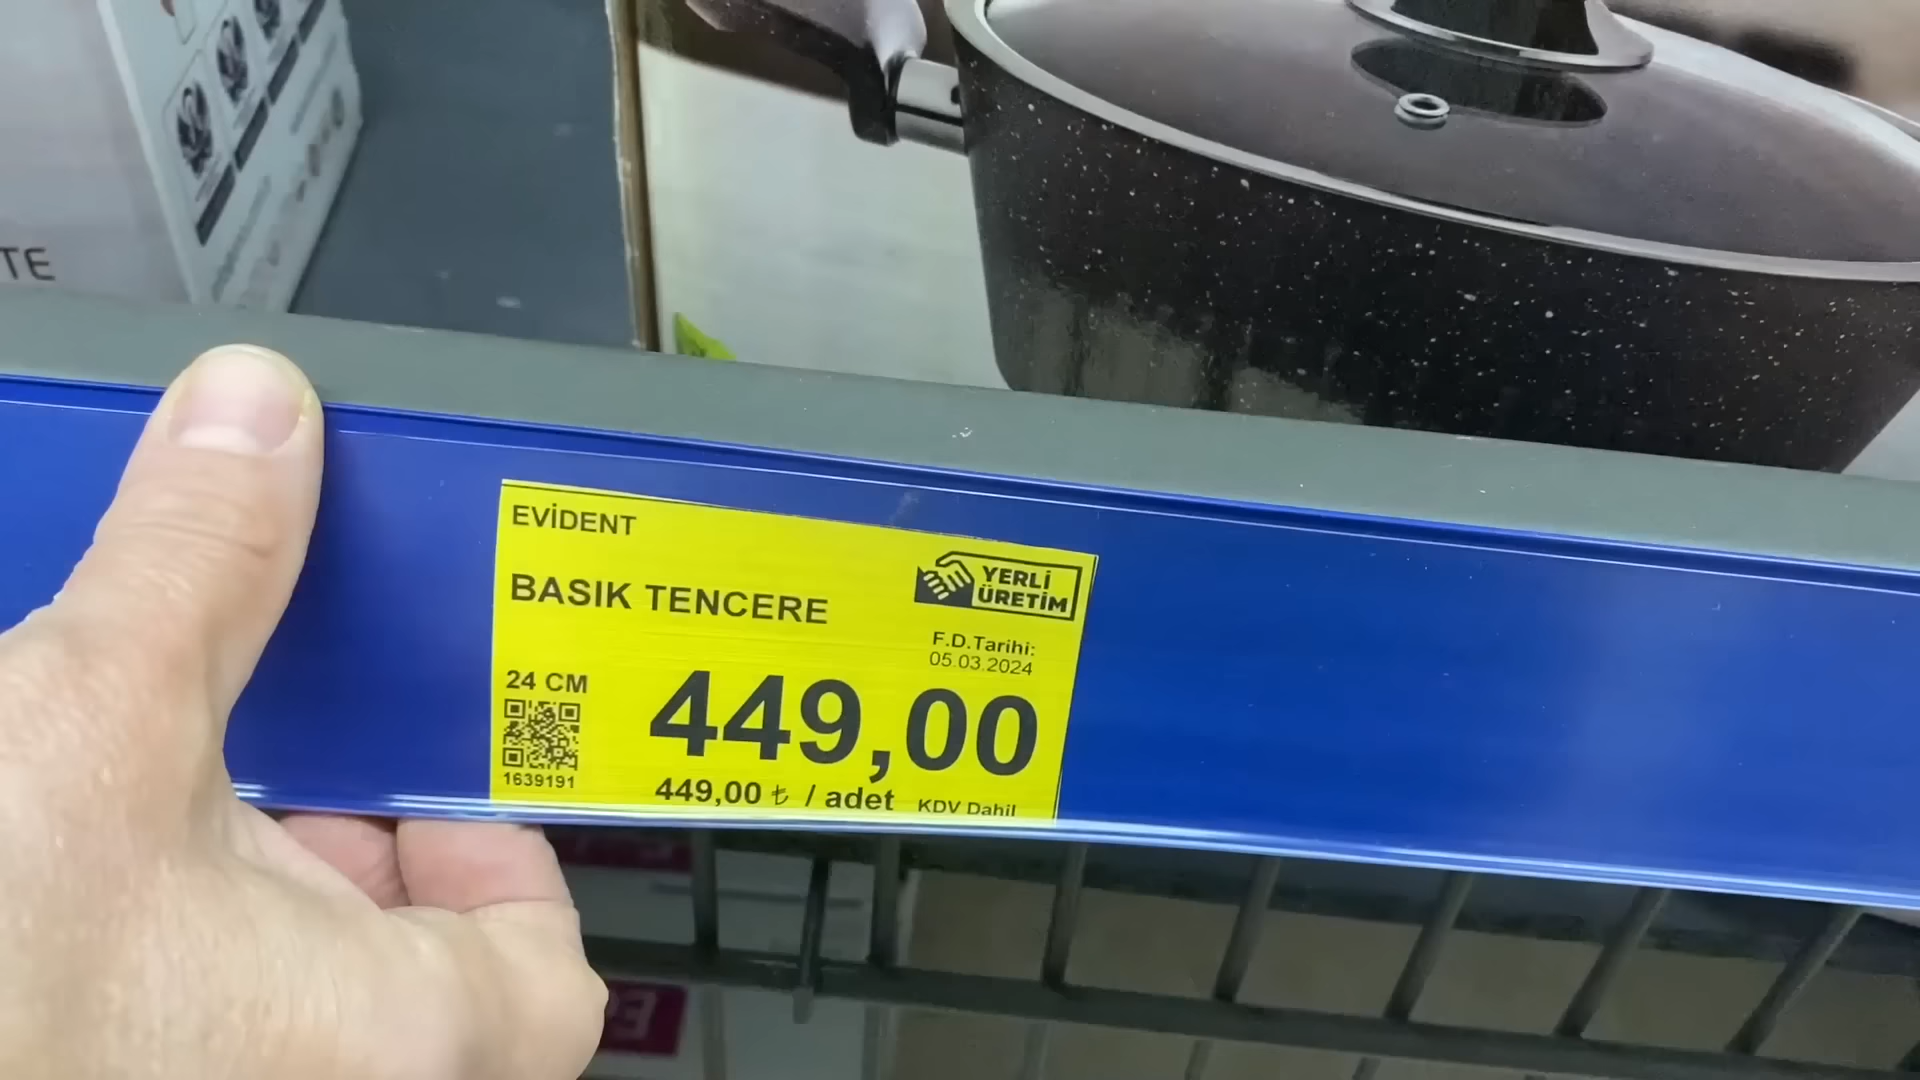 TE
EVİDENT
BASIK TENCERE
YERLİ
ÜRETİM
F.D.Tarihi:
05.03.2024
24 CM
449,00
1639191
449,00 ₺ / adet
KDV Dahil